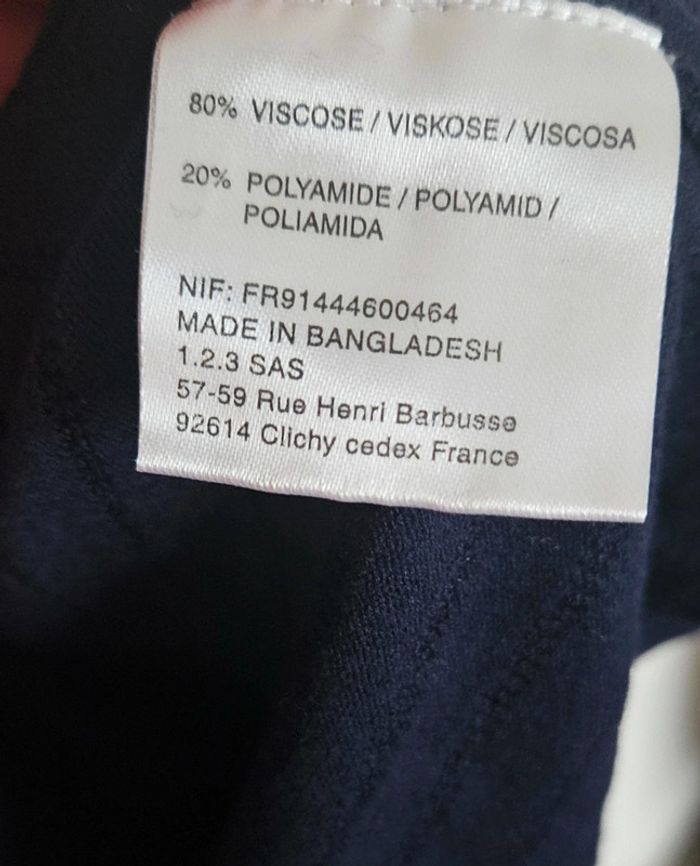 80% VISCOSE / VISKOSE / VISCOSA
20% POLYAMIDE / POLYAMID /
POLIAMIDA
NIF: FR91444600464
MADE IN BANGLADESH
1.2.3 SAS
57-59 Rue Henri Barbusse
92614 Clichy cedex France